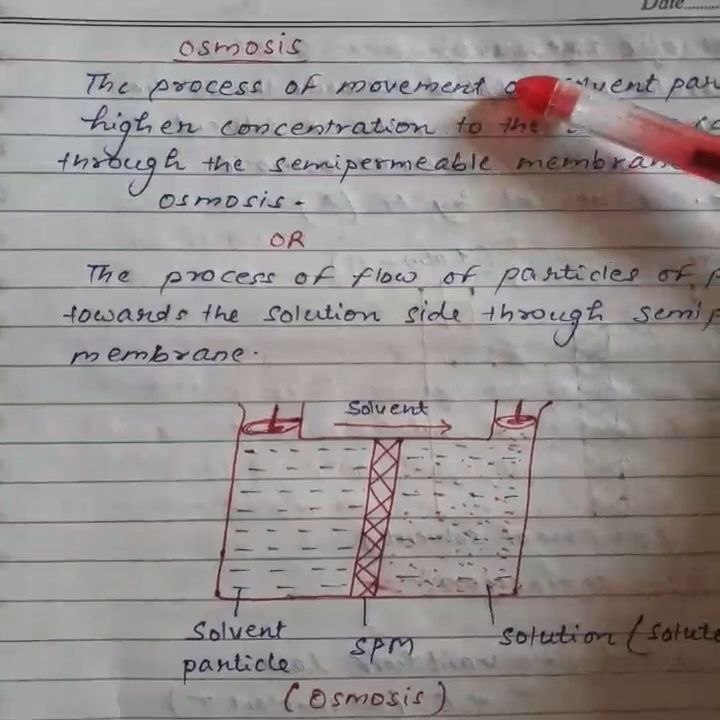 Date
OSMOSIS
The process of movement
higher concentration to the
through the semipermeable membrane
osmosis.
OR
The process of flow of particles of
towards the solution side through
membrane.
Solvent
Solvent
particle
SPM
solution (solute
(Osmosis)